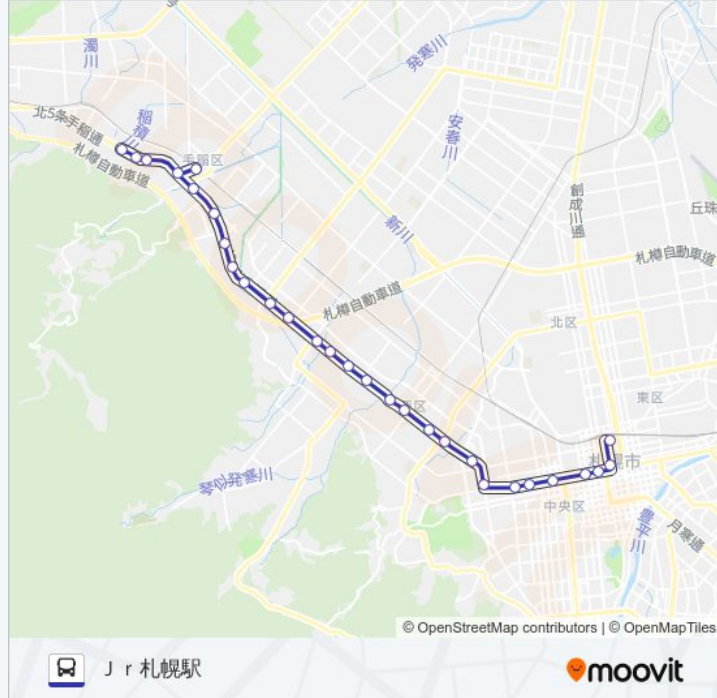 濁川
発寒川
北5条手稲通
稲積川
手稲区
安春川
札樽自動車道
創成川通
丘珠
新川
札樽自動車道
札樽自動車道
北区
東区
区
札幌市
琴似発寒川
中央区
豊平川
月寒通
© OpenStreetMap contributors | © OpenMapTiles
Ｊｒ札幌駅
moovit